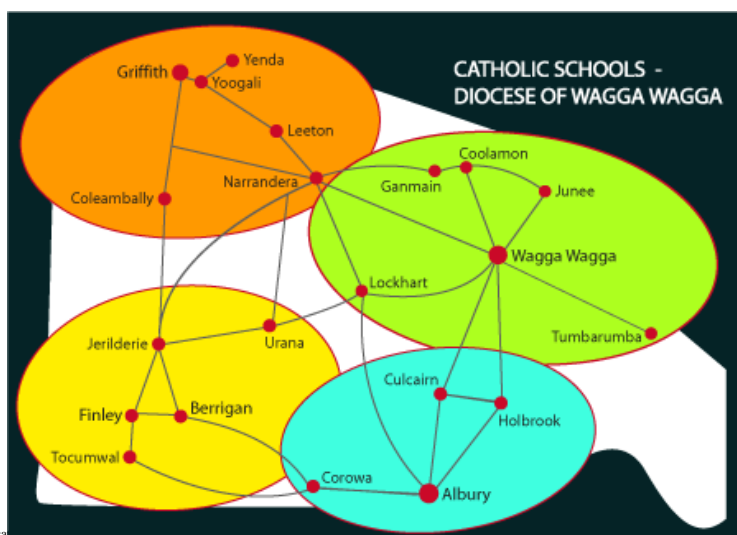 CATHOLIC SCHOOLS -
DIOCESE OF WAGGA WAGGA
Yenda
Griffith
Yoogali
Leeton
Coolamon
Narrandera
Ganmain
Junee
Coleambally
Wagga Wagga
Lockhart
Jerilderie
Urana
Tumbarumba
Culcairn
Finley
Berrigan
Holbrook
Tocumwal
Corowa
Albury